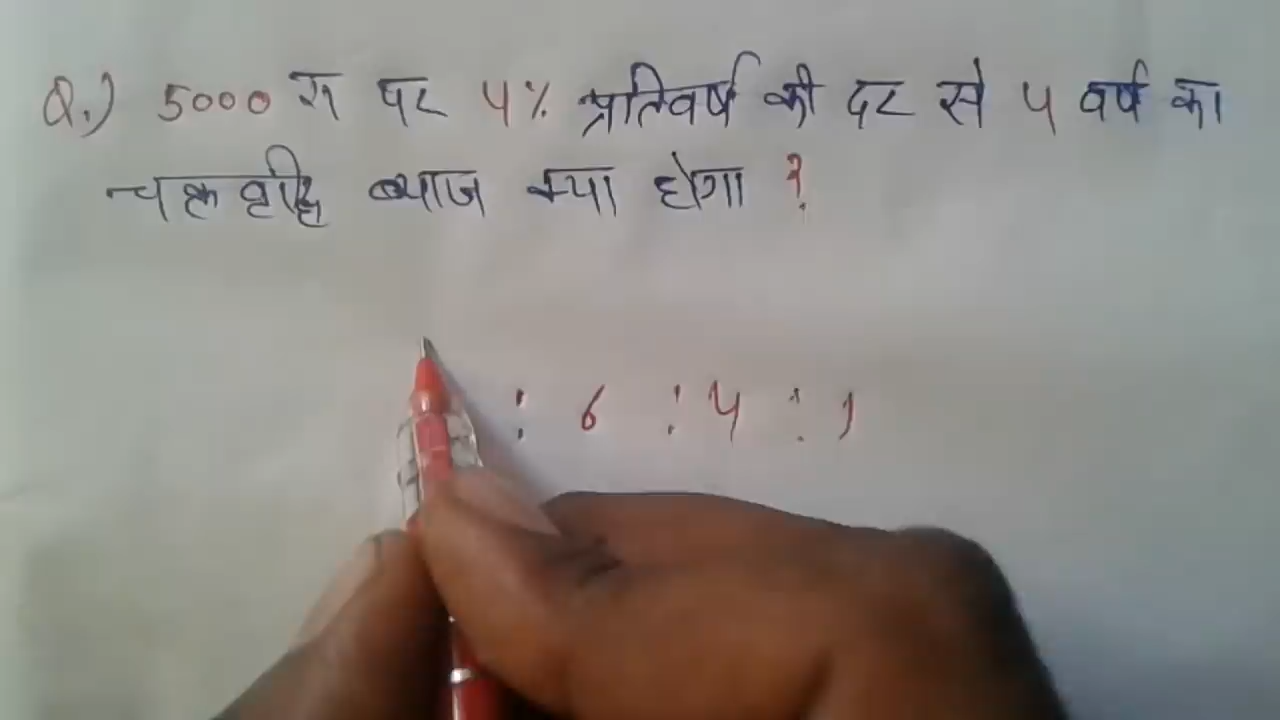 Q.) 5000 रु पर 4% प्रतिवर्ष की दर से 4 वर्ष का
चक्रवृद्धि ब्याज क्या होगा ?
: 6 : 4 : 1